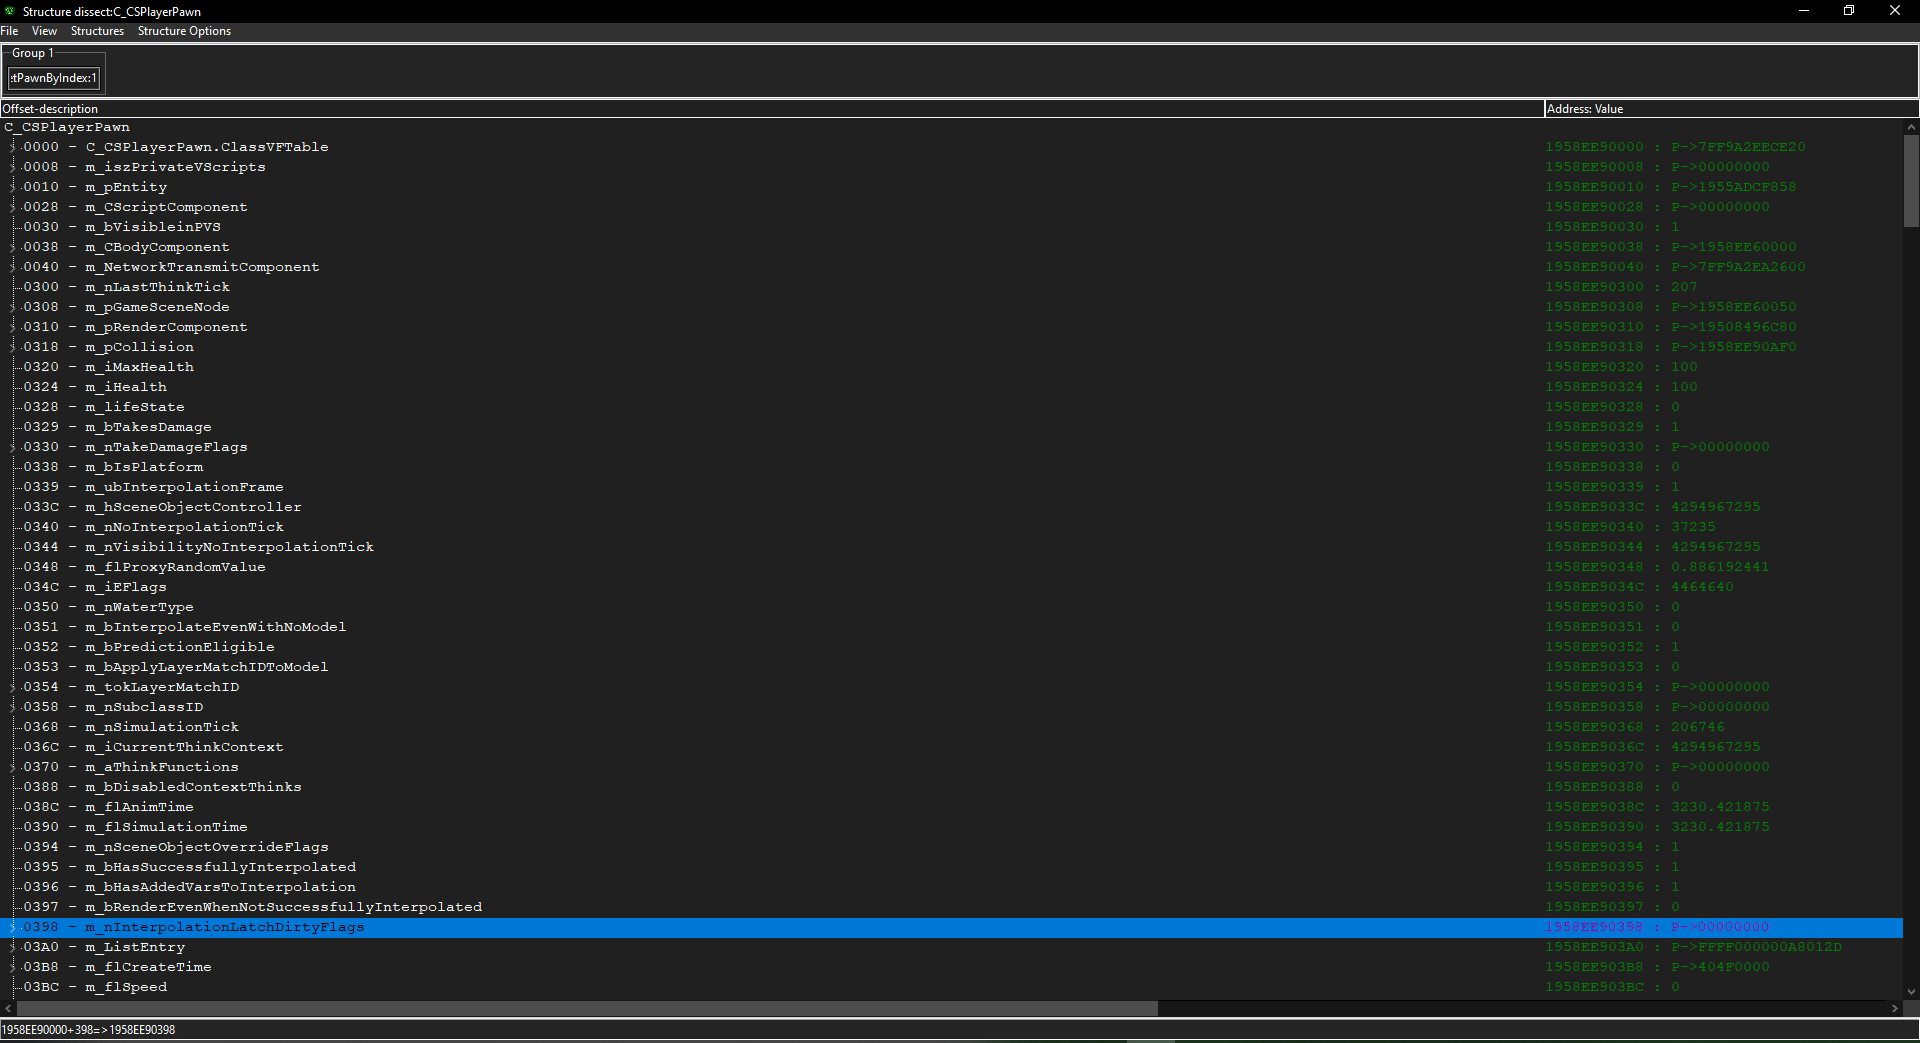 Structure dissect:C_CSPlayerPawn
File View Structures Structure Options
Group 1
tPawnByIndex:1
Offset-description Address: Value
C_CSPlayerPawn
0000 - C_CSPlayerPawn.ClassVFTable 1958EE90000 : P->7FF9A2EECE20
0008 - m_iszPrivateVScripts 1958EE90008 : P->00000000
0010 - m_pEntity 1958EE90010 : P->1955ADCF858
0028 - m_CScriptComponent 1958EE90028 : P->00000000
0030 - m_bVisibleinPVS 1958EE90030 : 1
0038 - m_CBodyComponent 1958EE90038 : P->1958EE60000
0040 - m_NetworkTransmitComponent 1958EE90040 : P->7FF9A2EA2600
0300 - m_nLastThinkTick 1958EE90300 : 207
0308 - m_pGameSceneNode 1958EE90308 : P->1958EE60050
0310 - m_pRenderComponent 1958EE90310 : P->19508496C80
0318 - m_pCollision 1958EE90318 : P->1958EE90AF0
0320 - m_iMaxHealth 1958EE90320 : 100
0324 - m_iHealth 1958EE90324 : 100
0328 - m_lifeState 1958EE90328 : 0
0329 - m_bTakesDamage 1958EE90329 : 1
0330 - m_nTakeDamageFlags 1958EE90330 : P->00000000
0338 - m_bIsPlatform 1958EE90338 : 0
0339 - m_ubInterpolationFrame 1958EE90339 : 1
033C - m_hSceneObjectController 1958EE9033C : 4294967295
0340 - m_nNoInterpolationTick 1958EE90340 : 37235
0344 - m_nVisibilityNoInterpolationTick 1958EE90344 : 4294967295
0348 - m_flProxyRandomValue 1958EE90348 : 0.886192441
034C - m_iEFlags 1958EE9034C : 4464640
0350 - m_nWaterType 1958EE90350 : 0
0351 - m_bInterpolateEvenWithNoModel 1958EE90351 : 0
0352 - m_bPredictionEligible 1958EE90352 : 1
0353 - m_bApplyLayerMatchIDToModel 1958EE90353 : 0
0354 - m_tokLayerMatchID 1958EE90354 : P->00000000
0358 - m_nSubclassID 1958EE90358 : P->00000000
0368 - m_nSimulationTick 1958EE90368 : 206746
036C - m_iCurrentThinkContext 1958EE9036C : 4294967295
0370 - m_aThinkFunctions 1958EE90370 : P->00000000
0388 - m_bDisabledContextThinks 1958EE90388 : 0
038C - m_flAnimTime 1958EE9038C : 3230.421875
0390 - m_flSimulationTime 1958EE90390 : 3230.421875
0394 - m_nSceneObjectOverrideFlags 1958EE90394 : 1
0395 - m_bHasSuccessfullyInterpolated 1958EE90395 : 1
0396 - m_bHasAddedVarsToInterpolation 1958EE90396 : 1
0397 - m_bRenderEvenWhenNotSuccessfullyInterpolated 1958EE90397 : 0
0398 - m_nInterpolationLatchDirtyFlags 1958EE90398 : P->00000000
03A0 - m_ListEntry 1958EE903A0 : P->FFFF000000A8012D
03B8 - m_flCreateTime 1958EE903B8 : P->404F0000
03BC - m_flSpeed 1958EE903BC : 0
1958EE90000+398=>1958EE90398